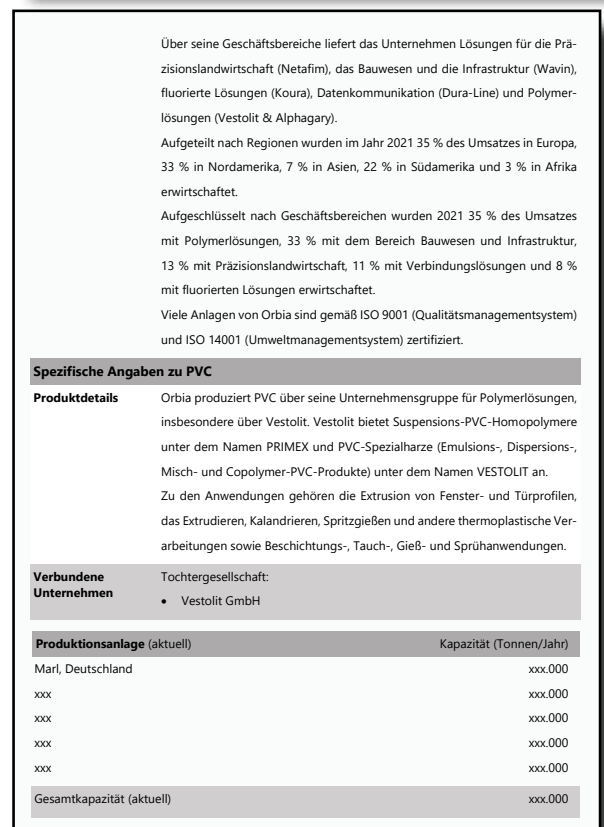 Über seine Geschäftsbereiche liefert das Unternehmen Lösungen für die Prä-
zisionslandwirtschaft (Netafim), das Bauwesen und die Infrastruktur (Wavin),
fluorierte Lösungen (Koura), Datenkommunikation (Dura-Line) und Polymer-
lösungen (Vestolit & Alphagary).
Aufgeteilt nach Regionen wurden im Jahr 2021 35 % des Umsatzes in Europa,
33 % in Nordamerika, 7 % in Asien, 22 % in Südamerika und 3 % in Afrika
erwirtschaftet.
Aufgeschlüsselt nach Geschäftsbereichen wurden 2021 35 % des Umsatzes
mit Polymerlösungen, 33 % mit dem Bereich Bauwesen und Infrastruktur,
13 % mit Präzisionslandwirtschaft, 11 % mit Verbindungslösungen und 8 %
mit fluorierten Lösungen erwirtschaftet.
Viele Anlagen von Orbia sind gemäß ISO 9001 (Qualitätsmanagementsystem)
und ISO 14001 (Umweltmanagementsystem) zertifiziert.
Spezifische Angaben zu PVC
Produktdetails Orbia produziert PVC über seine Unternehmensgruppe für Polymerlösungen,
insbesondere über Vestolit. Vestolit bietet Suspensions-PVC-Homopolymere
unter dem Namen PRIMEX und PVC-Spezialharze (Emulsions-, Dispersions-,
Misch- und Copolymer-PVC-Produkte) unter dem Namen VESTOLIT an.
Zu den Anwendungen gehören die Extrusion von Fenster- und Türprofilen,
das Extrudieren, Kalandrieren, Spritzgießen und andere thermoplastische Ver-
arbeitungen sowie Beschichtungs-, Tauch-, Gieß- und Sprühanwendungen.
Verbundene Unternehmen Tochtergesellschaft:
• Vestolit GmbH
Produktionsanlage (aktuell) Kapazität (Tonnen/Jahr)
Marl, Deutschland xxx.000
xxx xxx.000
xxx xxx.000
xxx xxx.000
xxx xxx.000
Gesamtkapazität (aktuell) xxx.000